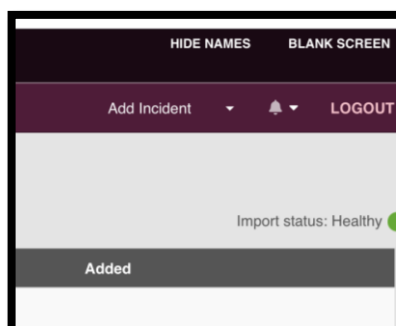 HIDE NAMES BLANK SCREEN
Add Incident LOGOUT
Import status: Healthy
Added